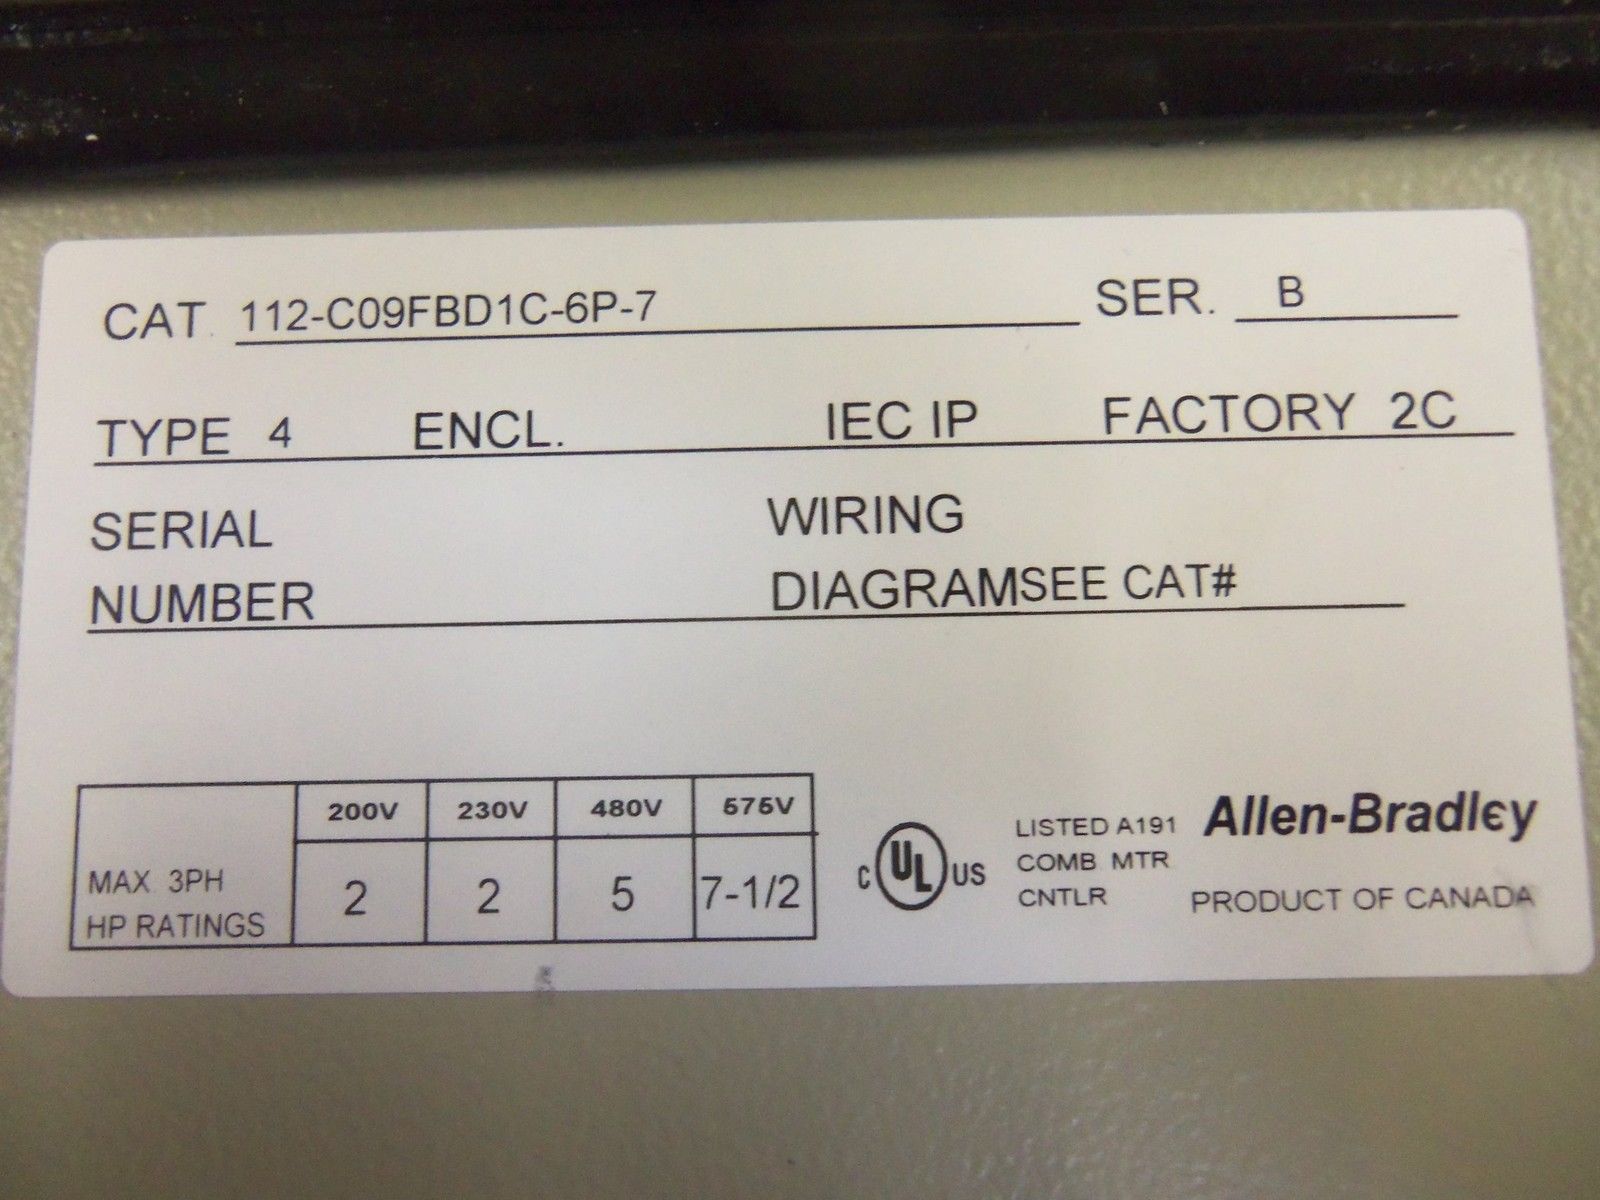 CAT. 112-C09FBD1C-6P-7 SER. B
TYPE 4 ENCL. IEC IP FACTORY 2C
SERIAL NUMBER
WIRING DIAGRAMSEE CAT#
200V 230V 480V 575V
MAX. 3PH HP RATINGS 2 2 5 7-1/2
C UL US
LISTED A191
COMB MTR
CNTLR
Allen-Bradley
PRODUCT OF CANADA